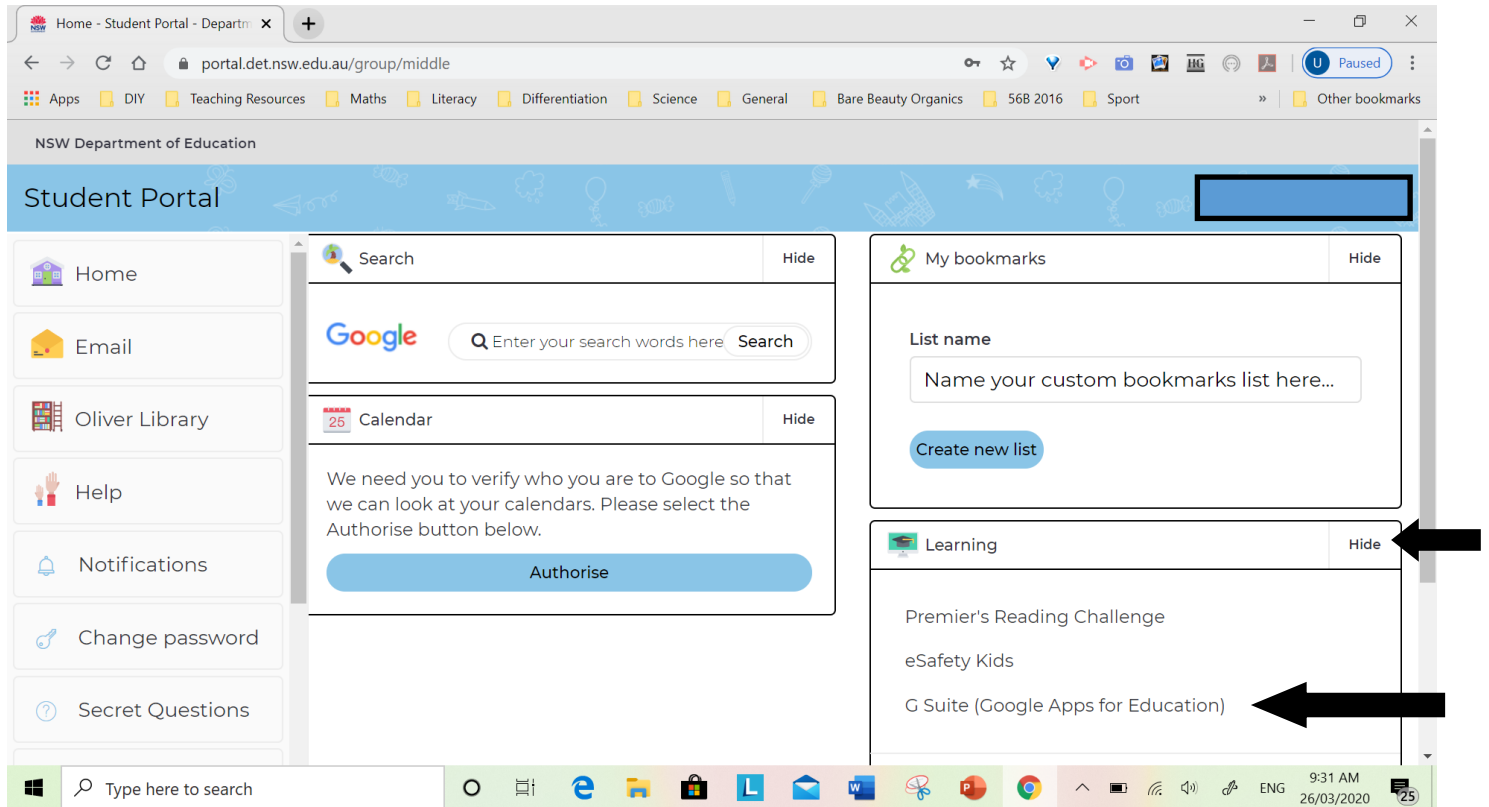 Home - Student Portal - Departm
portal.det.nsw.edu.au/group/middle
Paused
Apps DIY Teaching Resources Maths Literacy Differentiation Science General Bare Beauty Organics 56B 2016 Sport » Other bookmarks
NSW Department of Education
Student Portal
Home
Email
Oliver Library
Help
Notifications
Change password
Secret Questions
Search Hide
Google Enter your search words here Search
25 Calendar Hide
We need you to verify who you are to Google so that
we can look at your calendars. Please select the
Authorise button below.
Authorise
My bookmarks Hide
List name
Name your custom bookmarks list here...
Create new list
Learning Hide
Premier's Reading Challenge
eSafety Kids
G Suite (Google Apps for Education)
Type here to search
ENG
9:31 AM
26/03/2020
25